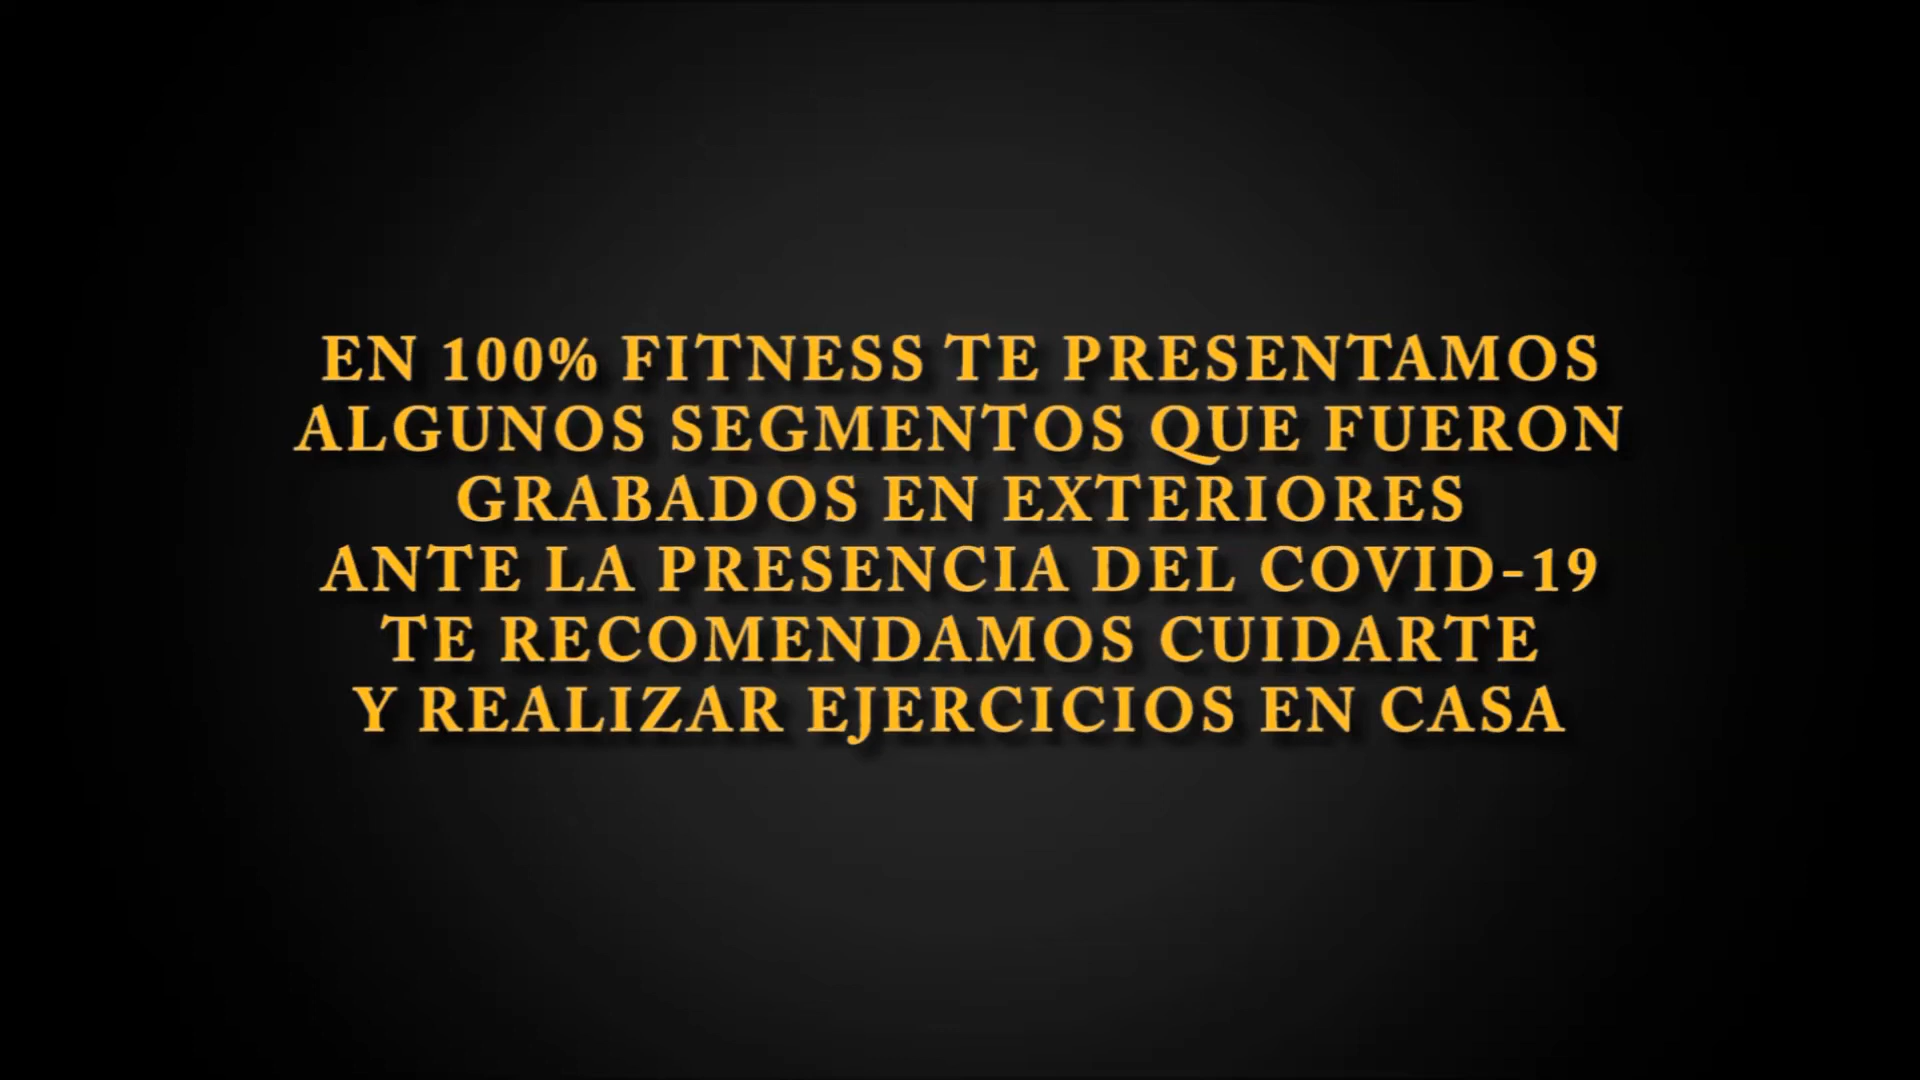 EN 100% FITNESS TE PRESENTAMOS
ALGUNOS SEGMENTOS QUE FUERON
GRABADOS EN EXTERIORES
ANTE LA PRESENCIA DEL COVID-19
TE RECOMENDAMOS CUIDARTE
Y REALIZAR EJERCICIOS EN CASA